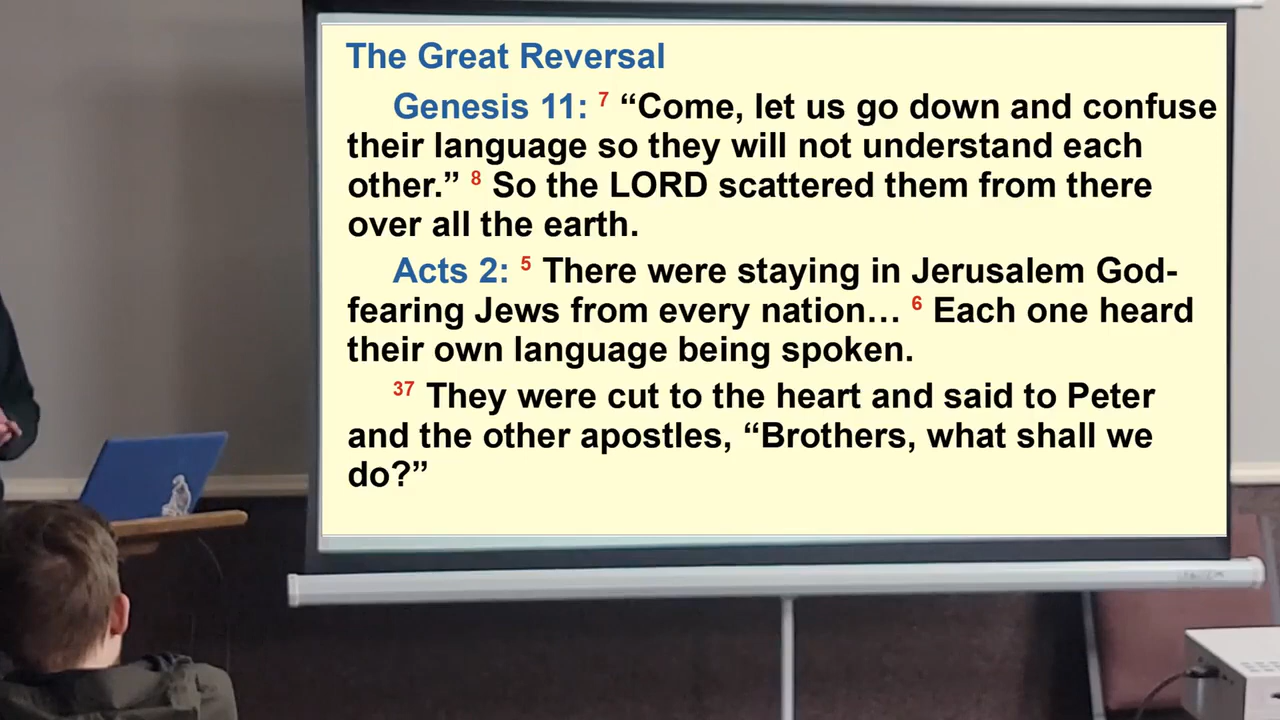 The Great Reversal
Genesis 11: 7 “Come, let us go down and confuse
their language so they will not understand each
other.” 8 So the LORD scattered them from there
over all the earth.
Acts 2: 5 There were staying in Jerusalem God-
fearing Jews from every nation… 6 Each one heard
their own language being spoken.
37 They were cut to the heart and said to Peter
and the other apostles, “Brothers, what shall we
do?”